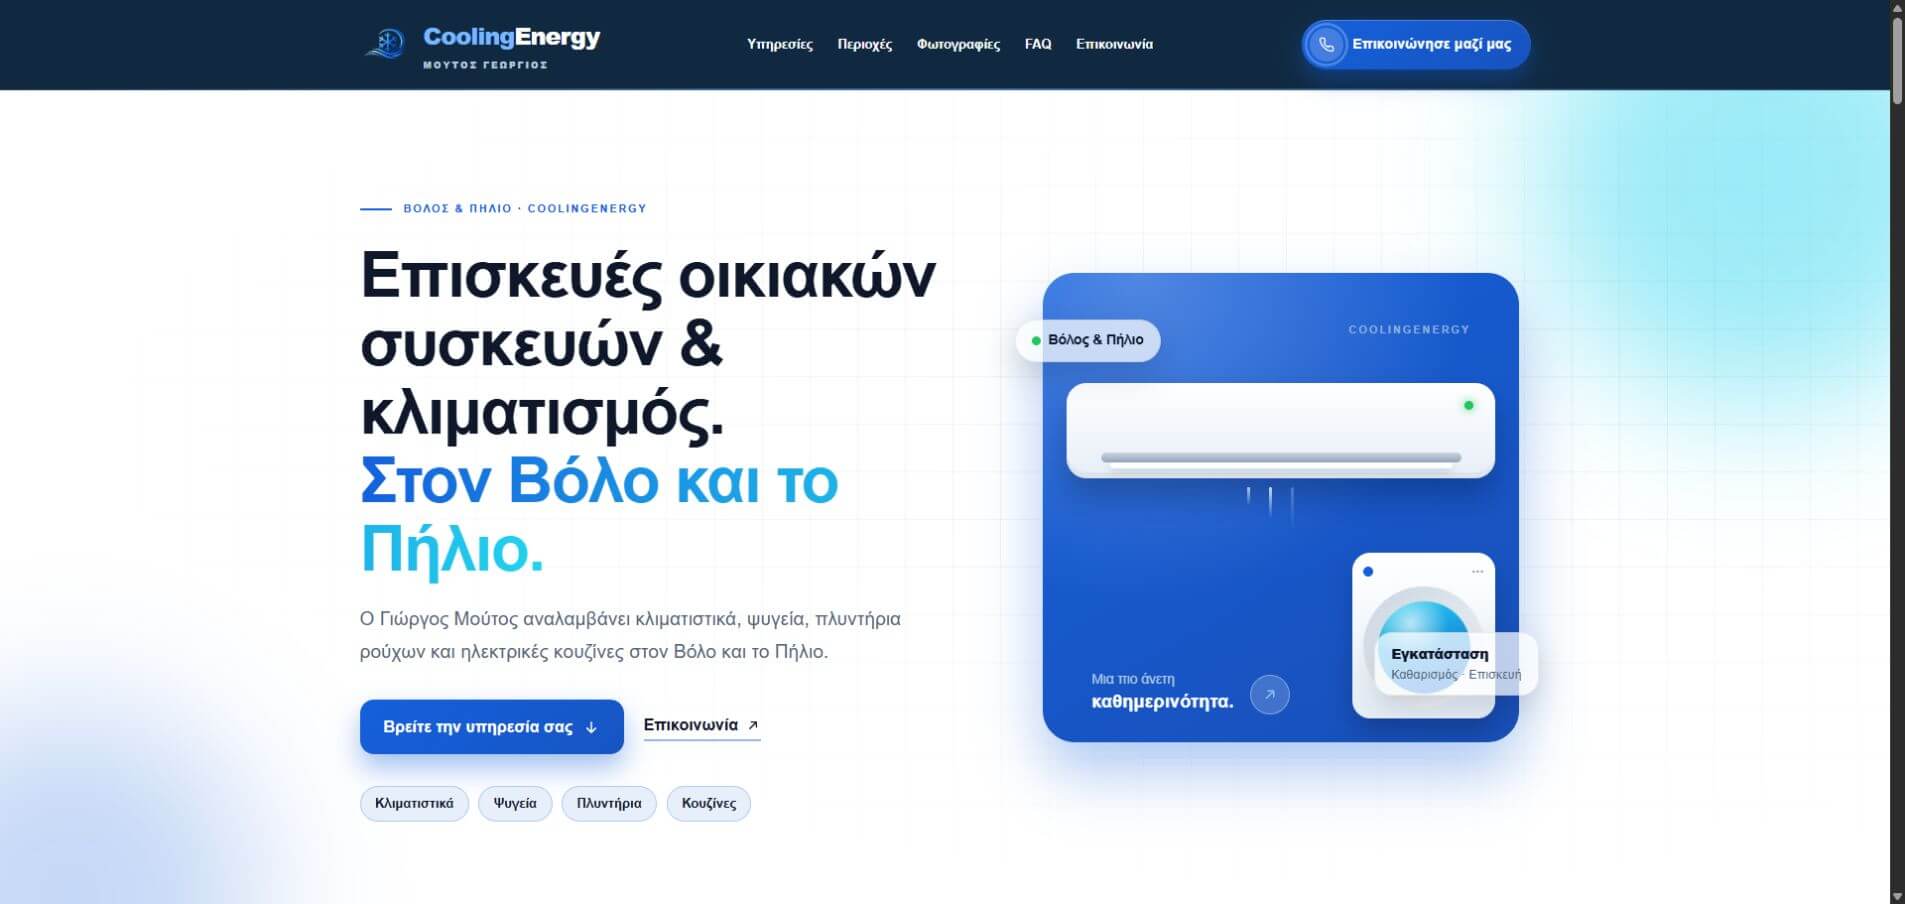 CoolingEnergy
ΜΟΥΤΟΣ ΓΕΩΡΓΙΟΣ
Υπηρεσίες
Περιοχές
Φωτογραφίες
FAQ
Επικοινωνία
Επικοινώνησε μαζί μας
ΒΟΛΟΣ & ΠΗΛΙΟ · COOLINGENERGY
Επισκευές οικιακών
συσκευών &
κλιματισμός.
Στον Βόλο και το
Πήλιο.
Ο Γιώργος Μούτος αναλαμβάνει κλιματιστικά, ψυγεία, πλυντήρια
ρούχων και ηλεκτρικές κουζίνες στον Βόλο και το Πήλιο.
Βρείτε την υπηρεσία σας ↓
Επικοινωνία ↗
Κλιματιστικά
Ψυγεία
Πλυντήρια
Κουζίνες
COOLINGENERGY
Βόλος & Πήλιο
Εγκατάσταση
Καθαρισμός · Επισκευή
Μια πιο άνετη
καθημερινότητα.